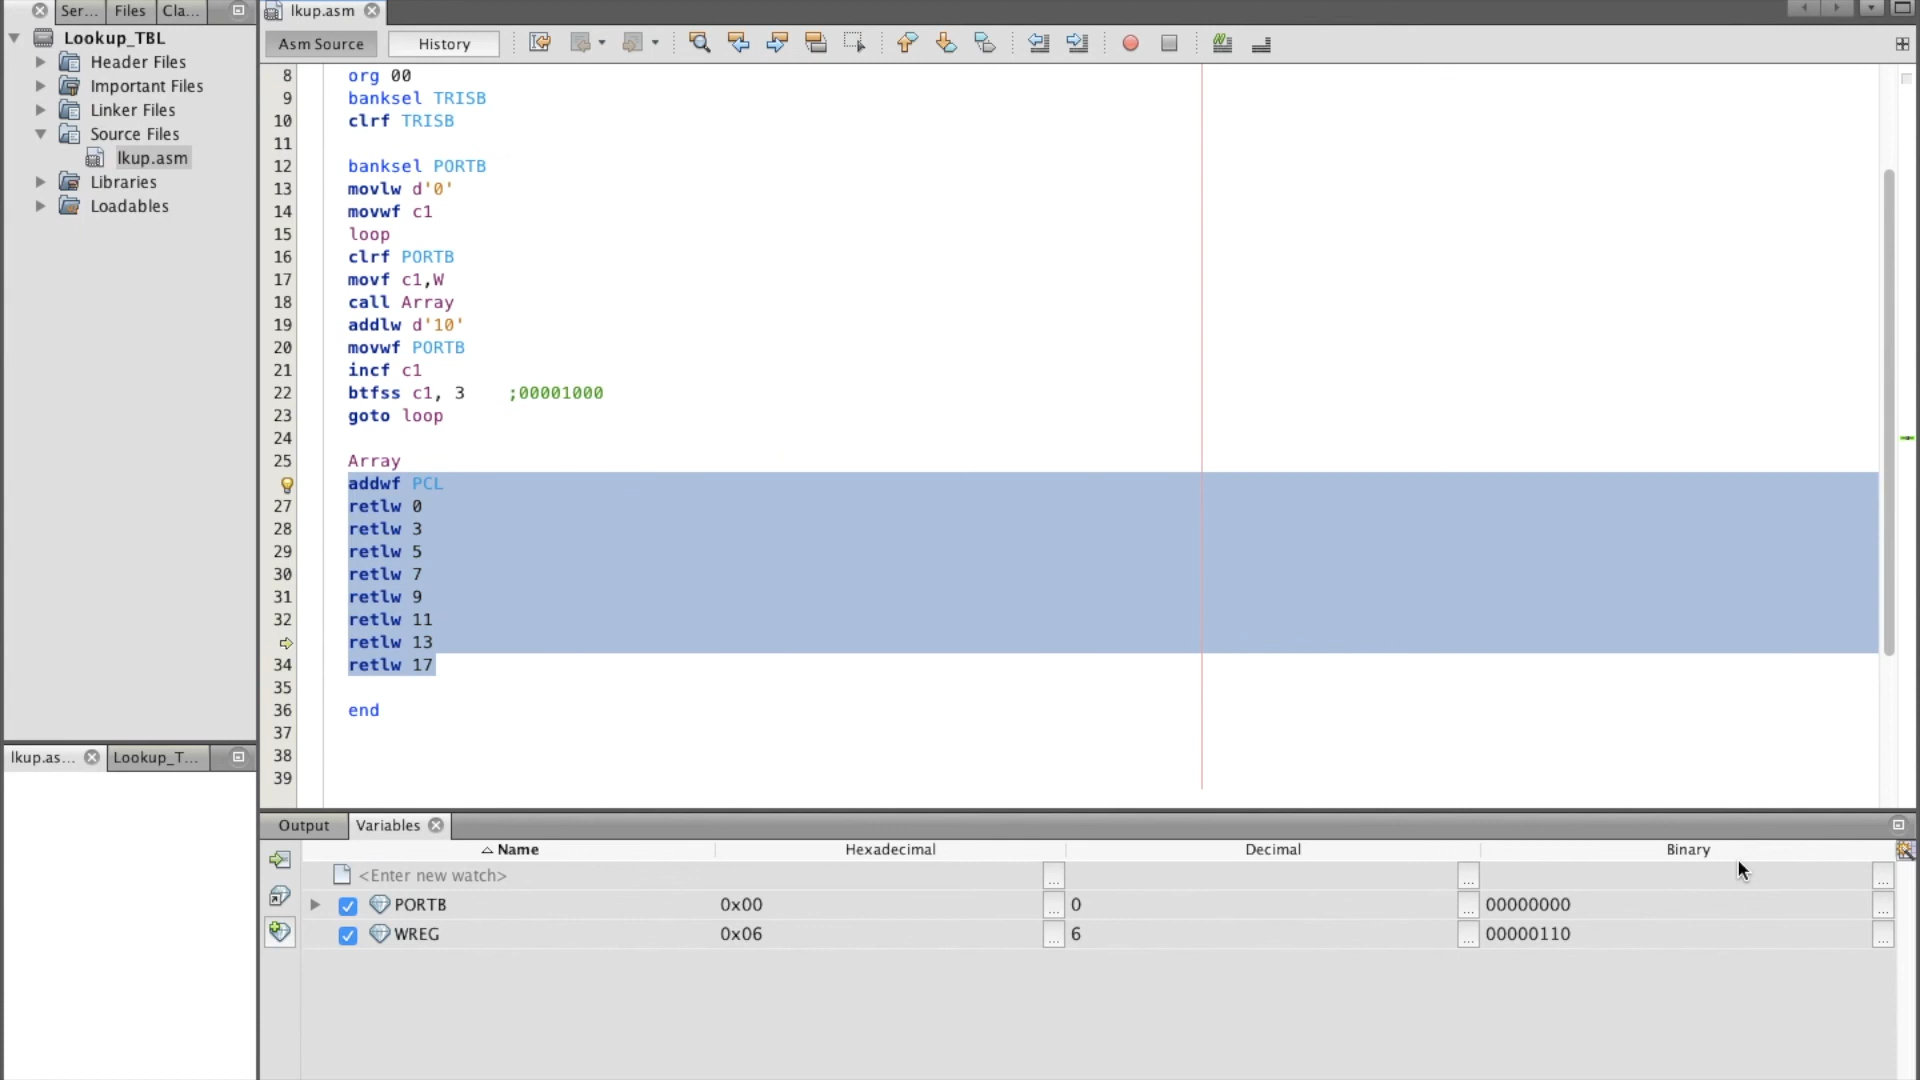 Ser... Files Cla...
lkup.asm
Lookup_TBL
Header Files
Important Files
Linker Files
Source Files
lkup.asm
Libraries
Loadables
Asm Source History
8 org 00
9 banksel TRISB
10 clrf TRISB
11
12 banksel PORTB
13 movlw d'0'
14 movwf c1
15 loop
16 clrf PORTB
17 movf c1,W
18 call Array
19 addlw d'10'
20 movwf PORTB
21 incf c1
22 btfss c1, 3 ;00001000
23 goto loop
24
25 Array
addwf PCL
27 retlw 0
28 retlw 3
29 retlw 5
30 retlw 7
31 retlw 9
32 retlw 11
retlw 13
34 retlw 17
35
36 end
37
38
39
lkup.as... Lookup_T...
Output Variables
Name Hexadecimal Decimal Binary
<Enter new watch> ... ... ...
PORTB 0x00 ... 0 ... 00000000 ...
WREG 0x06 ... 6 ... 00000110 ...